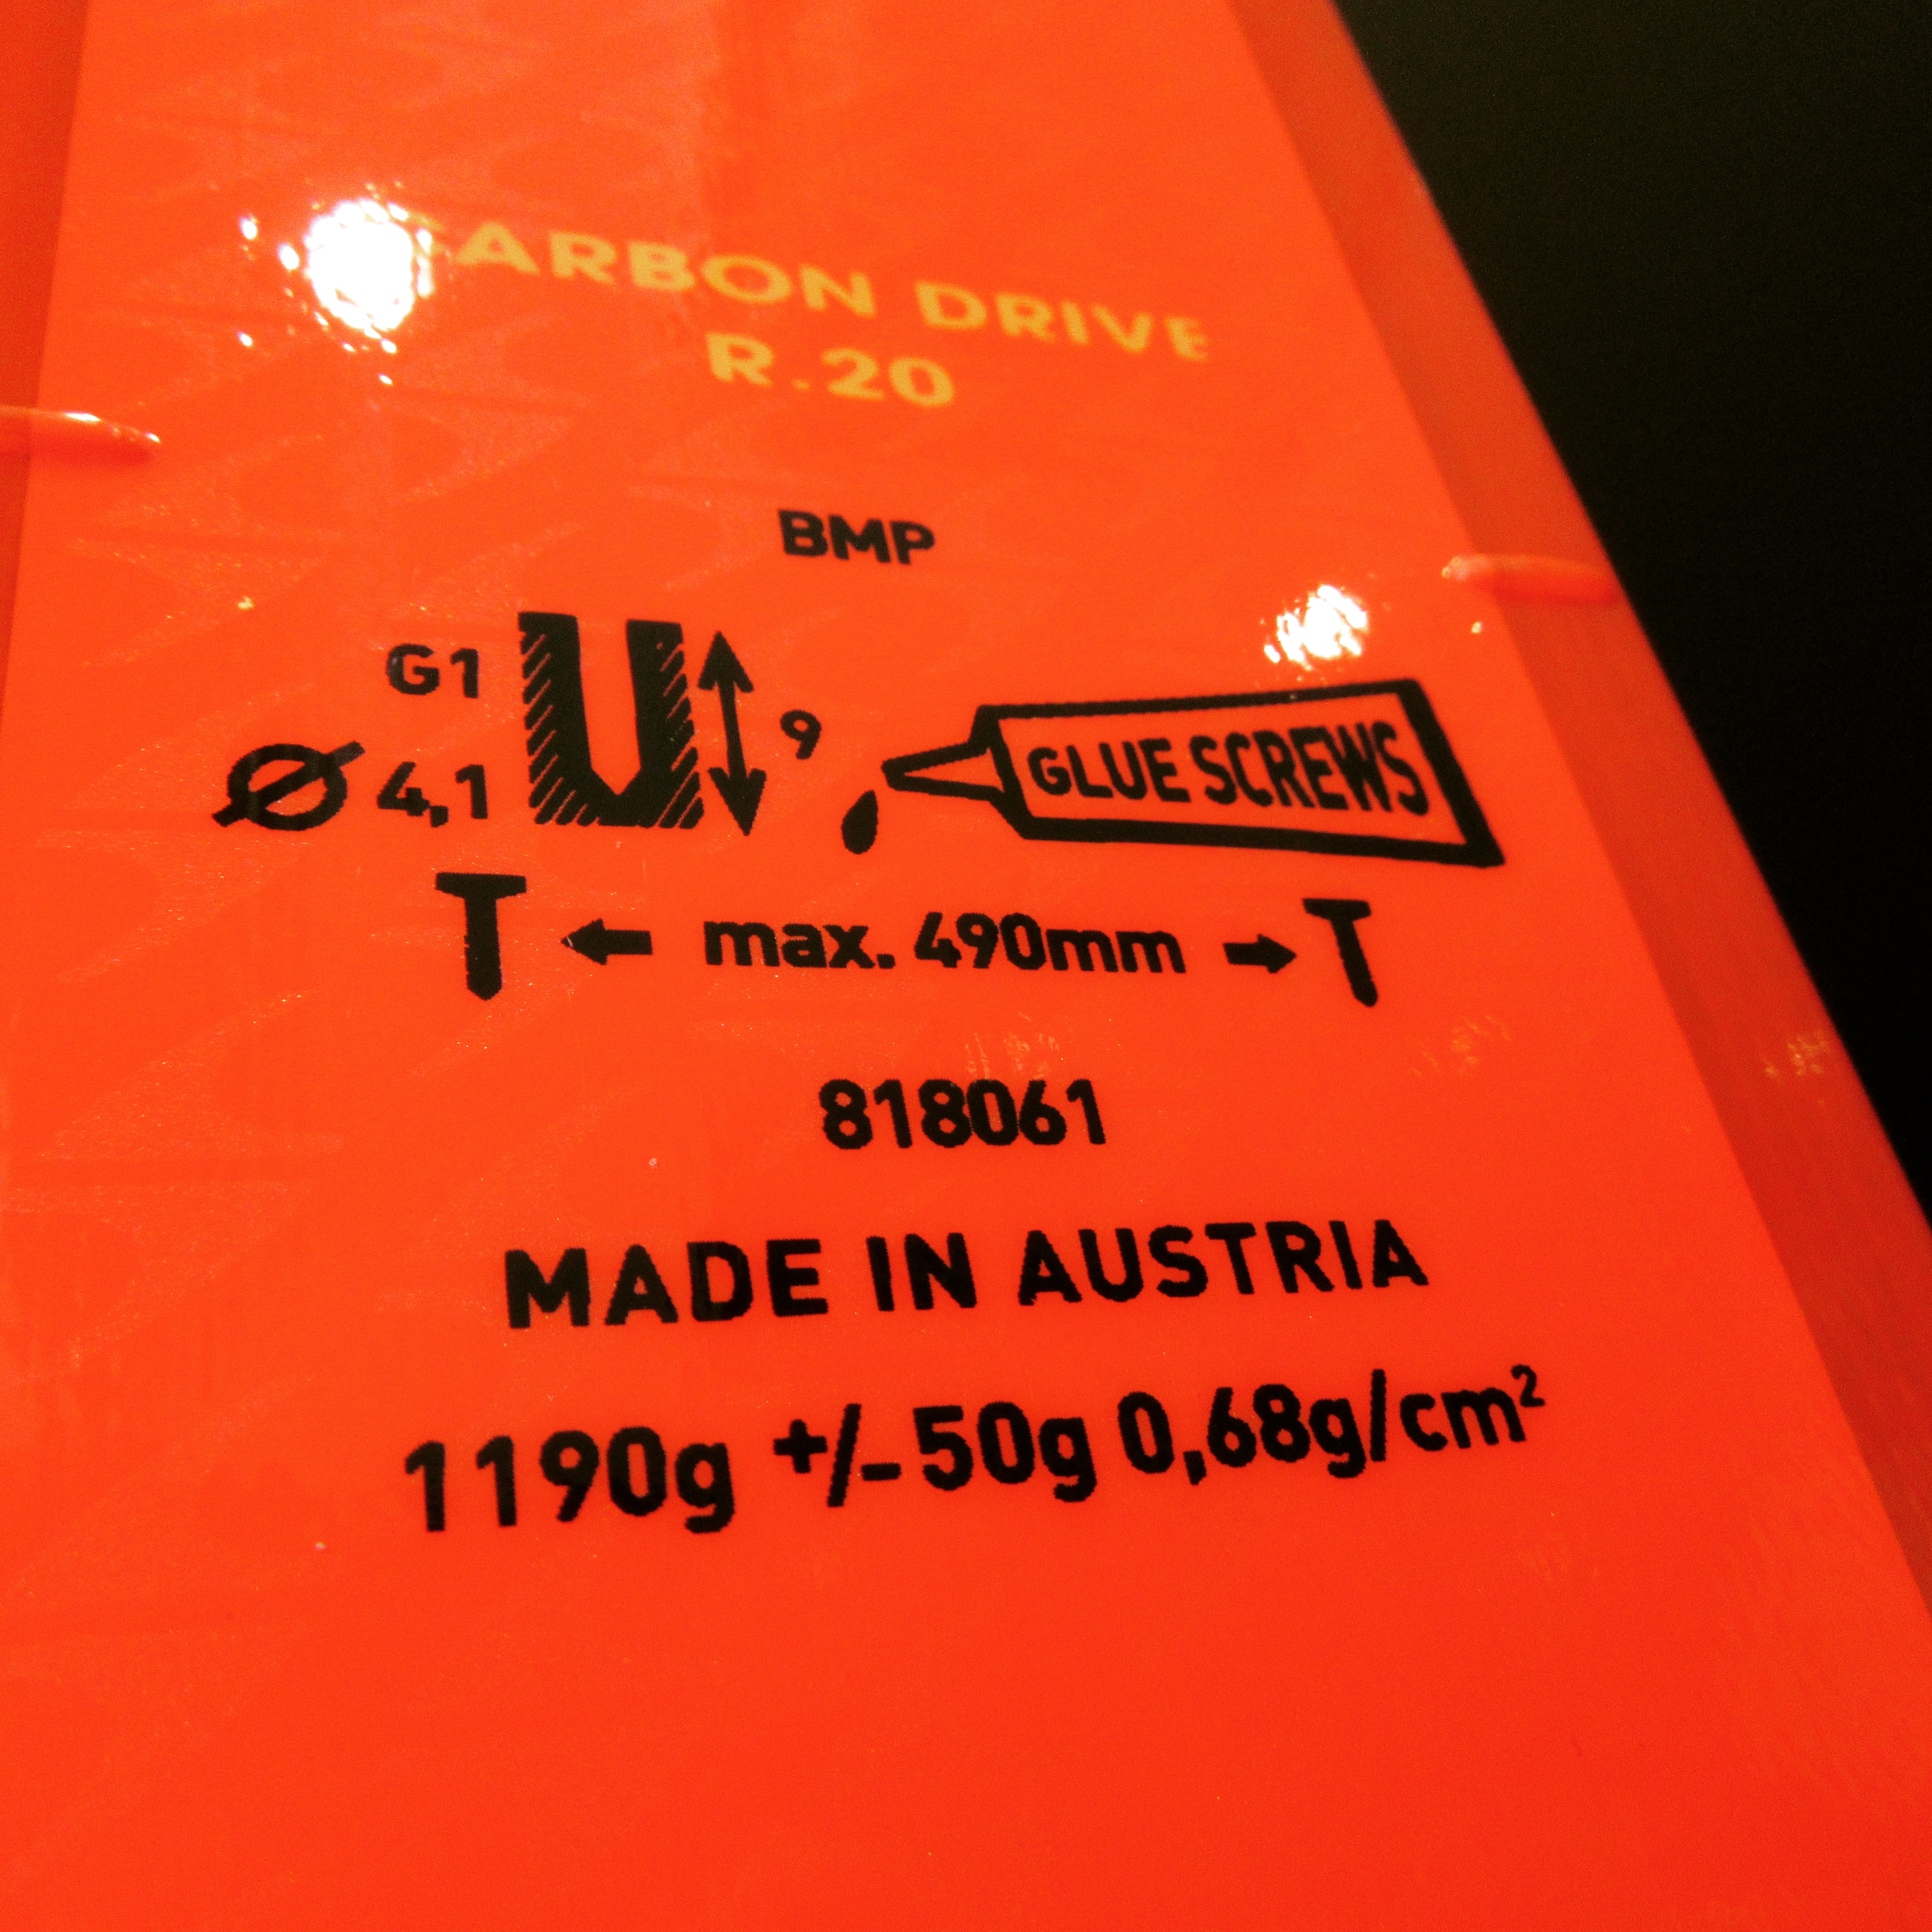 CARBON DRIVE
R.20
BMP
G1
Ø 4,1
9
GLUE SCREWS
max. 490mm
818061
MADE IN AUSTRIA
1190g +/- 50g 0,68g/cm²